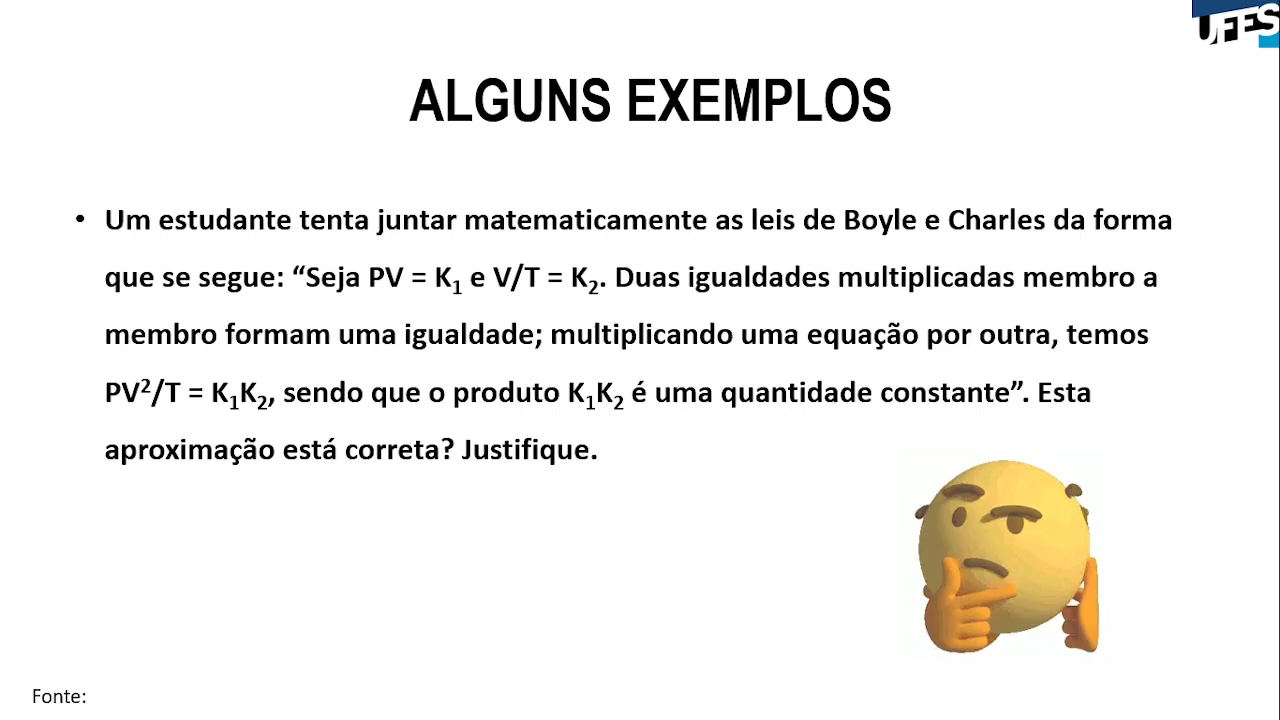 UFES
ALGUNS EXEMPLOS
• Um estudante tenta juntar matematicamente as leis de Boyle e Charles da forma
que se segue: “Seja PV = K₁ e V/T = K₂. Duas igualdades multiplicadas membro a
membro formam uma igualdade; multiplicando uma equação por outra, temos
PV²/T = K₁K₂, sendo que o produto K₁K₂ é uma quantidade constante”. Esta
aproximação está correta? Justifique.
Fonte: